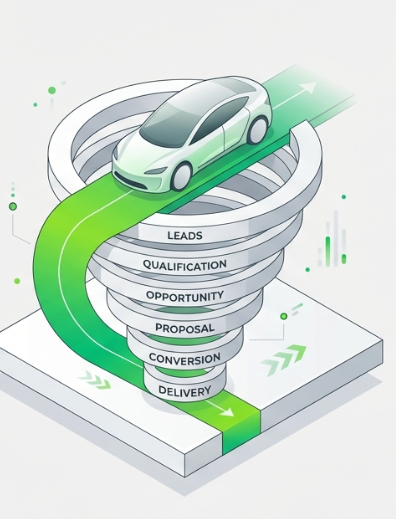 LEADS
QUALIFICATION
OPPORTUNITY
PROPOSAL
CONVERSION
DELIVERY